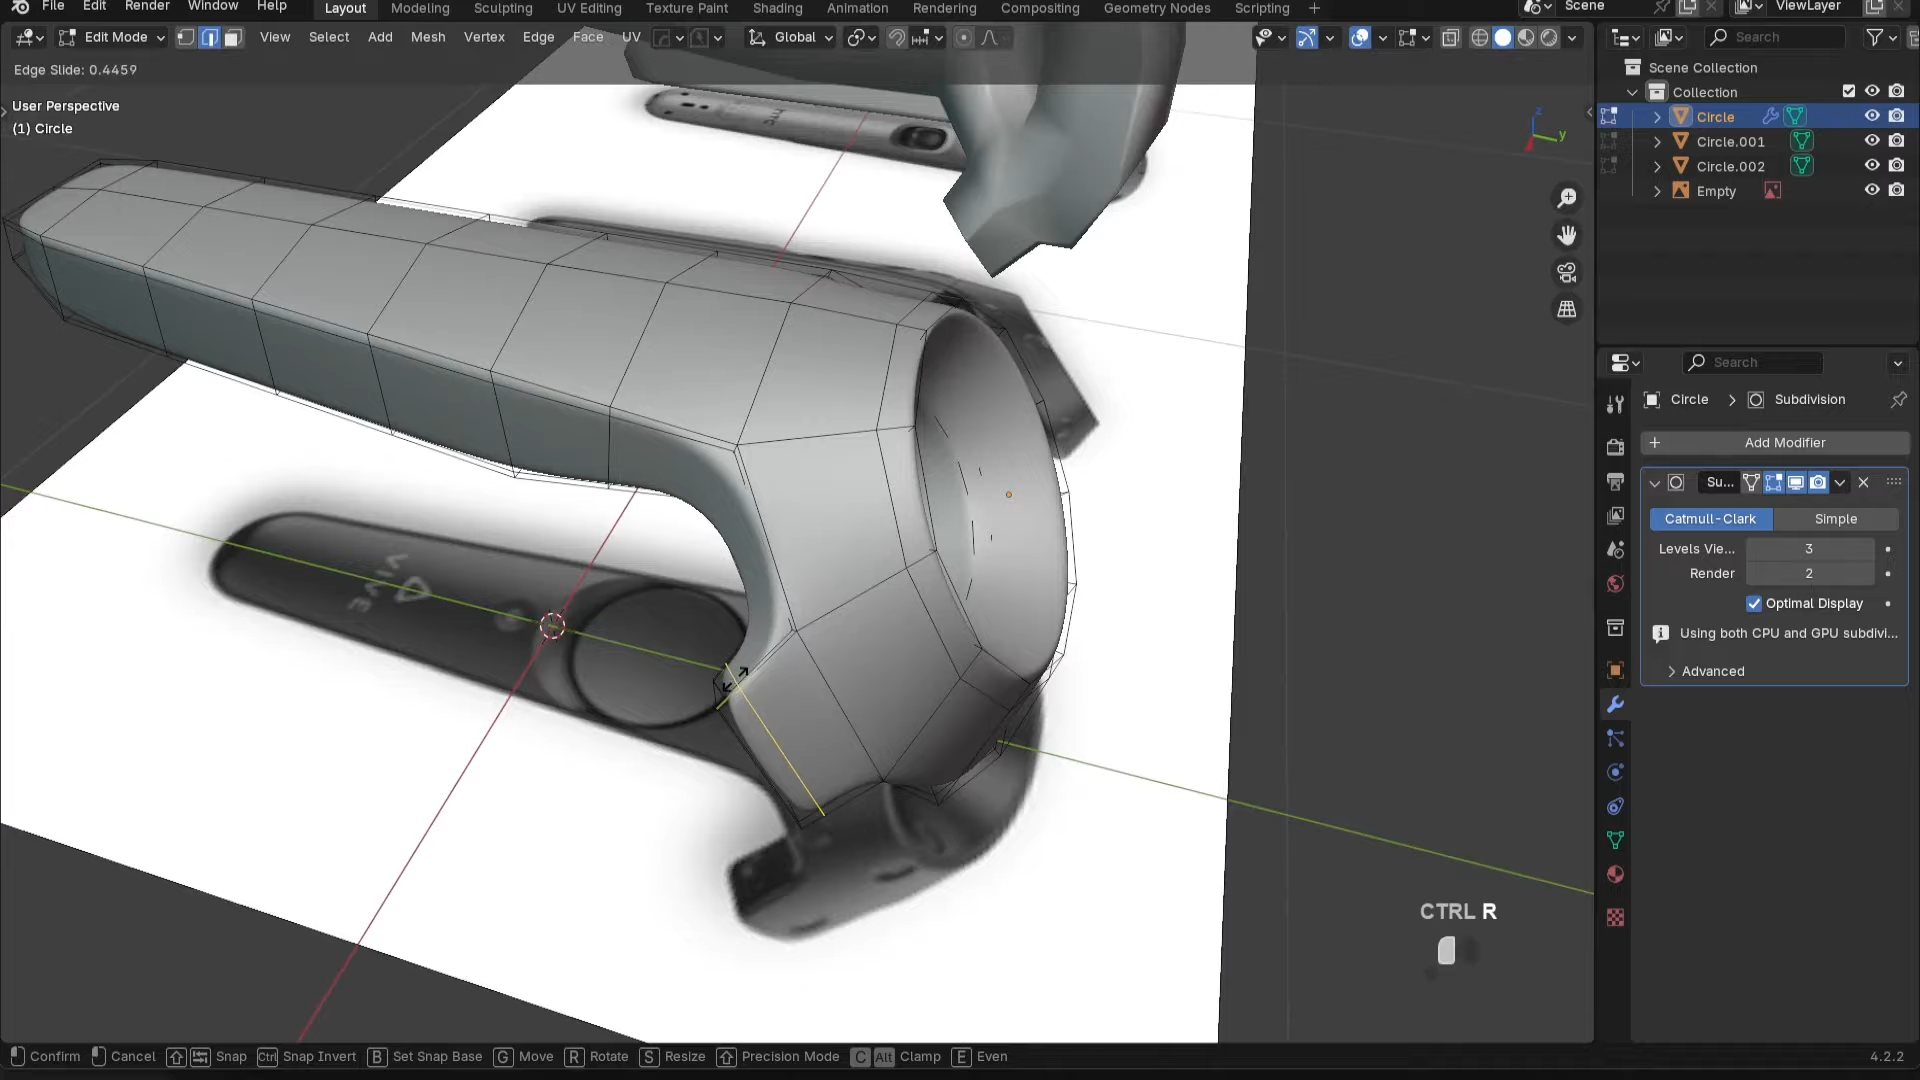 File Edit Render Window Help Layout Modeling Sculpting UV Editing Texture Paint Shading Animation Rendering Compositing Geometry Nodes Scripting + Scene ViewLayer
Edit Mode View Select Add Mesh Vertex Edge Face UV Global Search
Edge Slide: 0.4459
Scene Collection
Collection
User Perspective
(1) Circle
Circle
Circle.001
Circle.002
Empty
z
y
Search
Circle > Subdivision
+ Add Modifier
Su...
Catmull-Clark Simple
Levels Vie... 3
Render 2
Optimal Display
Using both CPU and GPU subdivi...
> Advanced
CTRL R
Confirm Cancel Snap Ctrl Snap Invert B Set Snap Base G Move R Rotate S Resize Precision Mode C Alt Clamp E Even 4.2.2